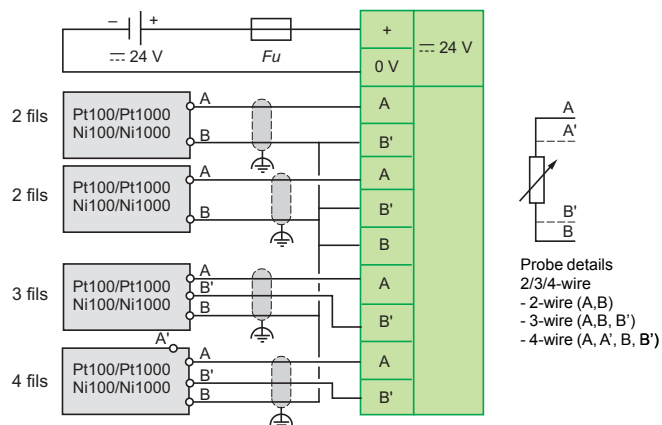 – +
⎓ 24 V
Fu
+
⎓ 24 V
0 V
2 fils
Pt100/Pt1000
Ni100/Ni1000
A
B
A
B'
2 fils
Pt100/Pt1000
Ni100/Ni1000
A
B
A
B'
B
3 fils
Pt100/Pt1000
Ni100/Ni1000
A
B'
B
A
B'
4 fils
Pt100/Pt1000
Ni100/Ni1000
A'
A
B'
B
A
B'
A
A'
B'
B
Probe details
2/3/4-wire
- 2-wire (A,B)
- 3-wire (A,B, B’)
- 4-wire (A, A’, B, B’)